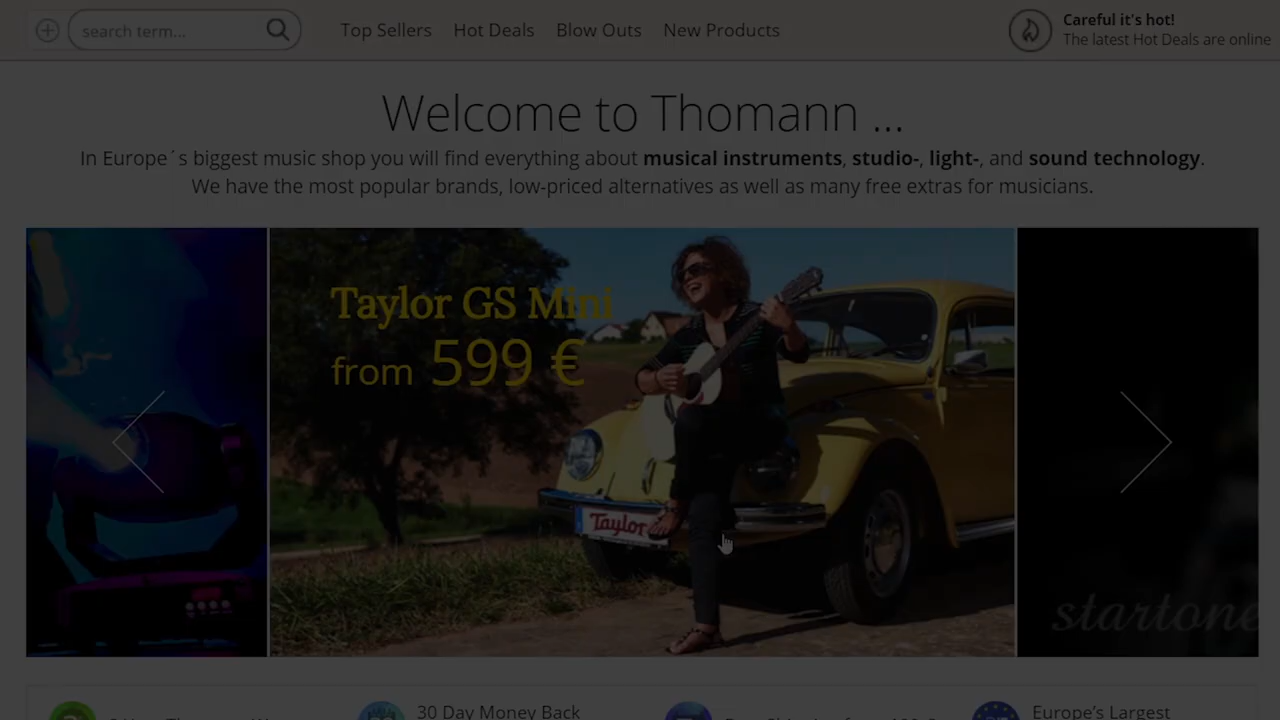 search term...
Top Sellers
Hot Deals
Blow Outs
New Products
Careful it's hot!
The latest Hot Deals are online
Welcome to Thomann ...
In Europe´s biggest music shop you will find everything about musical instruments, studio-, light-, and sound technology.
We have the most popular brands, low-priced alternatives as well as many free extras for musicians.
Taylor GS Mini
from 599 €
Taylor
startone
30 Day Money Back
Europe's Largest